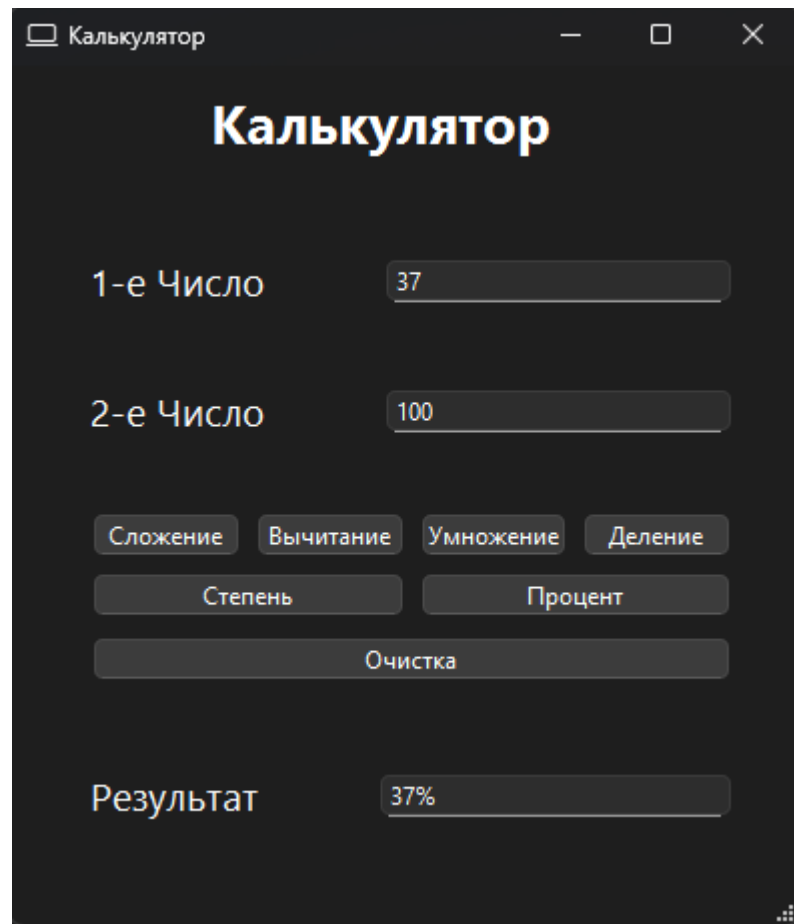 Калькулятор
Калькулятор
1-е Число 37
2-е Число 100
Сложение Вычитание Умножение Деление
Степень Процент
Очистка
Результат 37%